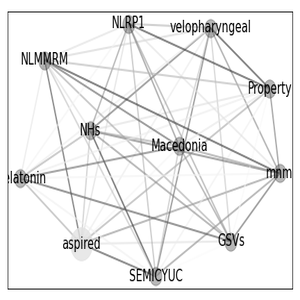 NLRP1
velopharyngeal
NLMMRM
Property
NHs
Macedonia
elatonin
mnm
aspired
GSVs
SEMICYUC